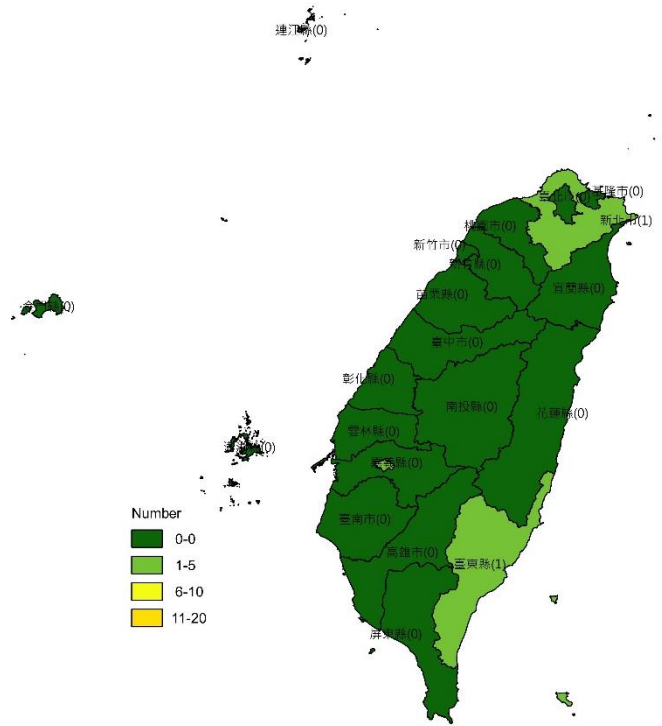 連江縣(0)
基隆市(0)
臺北市(0)
新北市(1)
桃園市(0)
新竹市(0)
新竹縣(0)
宜蘭縣(0)
苗栗縣(0)
臺中市(0)
彰化縣(0)
南投縣(0)
花蓮縣(0)
雲林縣(0)
嘉義縣(0)
臺南市(0)
高雄市(0)
臺東縣(1)
屏東縣(0)
Number
0-0
1-5
6-10
11-20